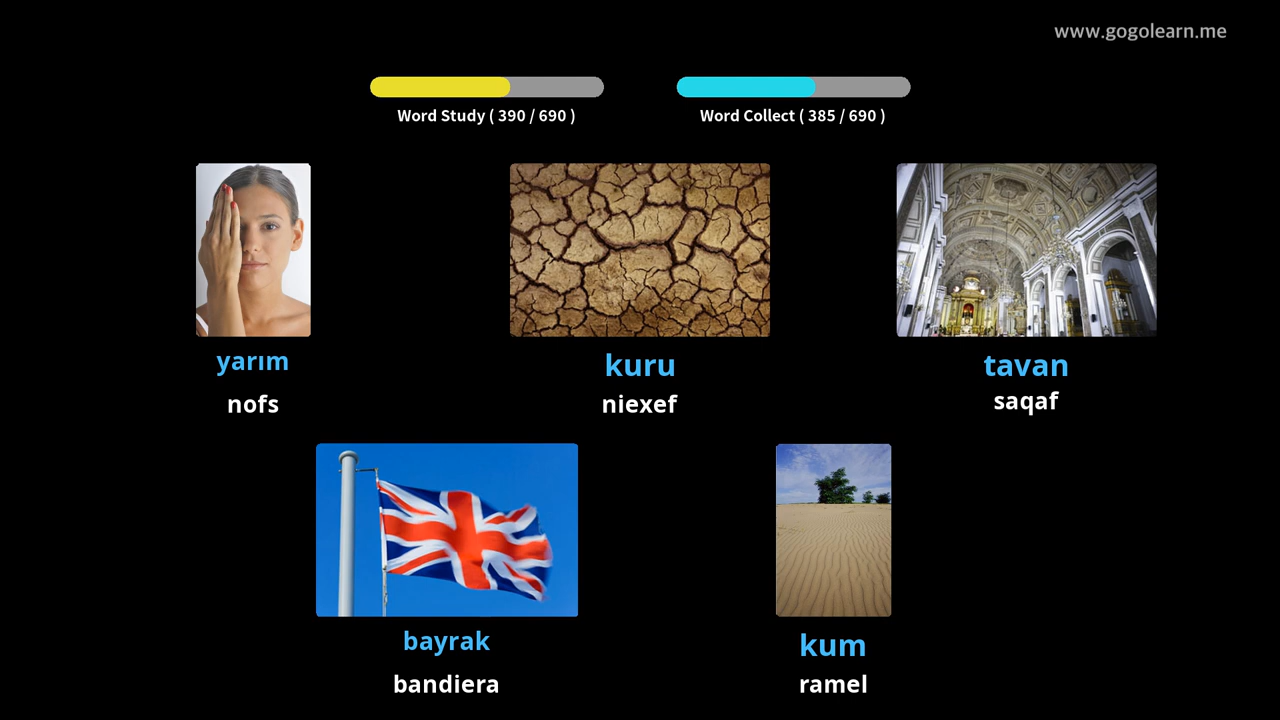 www.gogolearn.me
Word Study ( 390 / 690 )
Word Collect ( 385 / 690 )
yarım
nofs
kuru
niexef
tavan
saqaf
bayrak
bandiera
kum
ramel